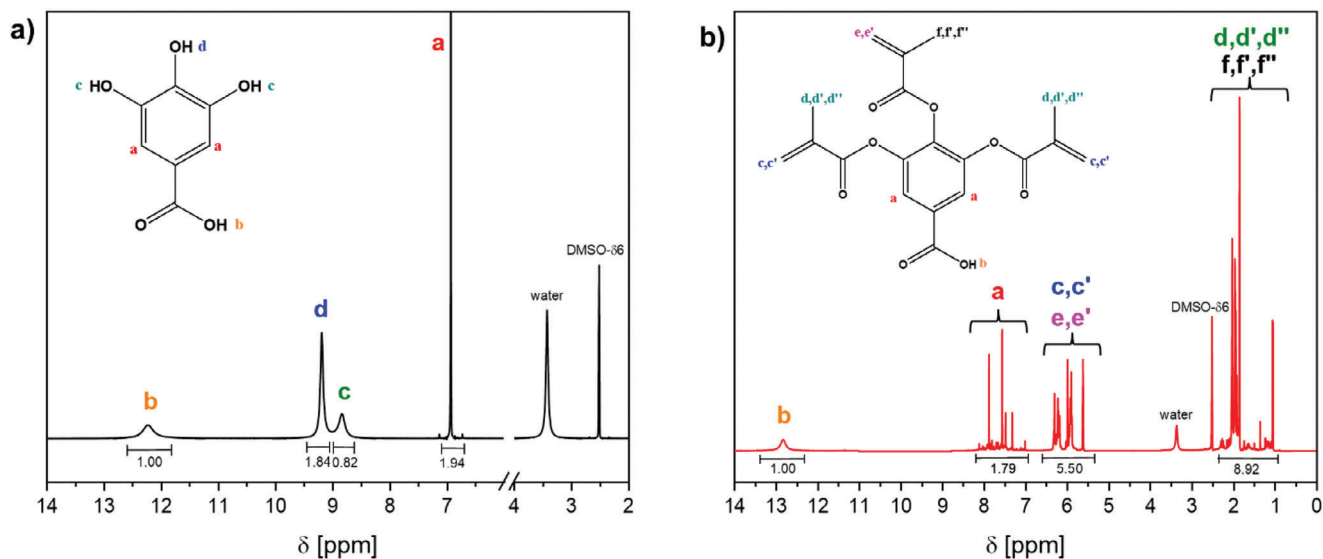 a)
OH d
c HO
OH c
a a
O
OH b
d
c
b
a
water
DMSO-δ6
1.00
1.84
0.82
1.94
14 13 12 11 10 9 8 7 6 4 3 2
δ [ppm]
b)
e,e' f,f',f''
O
O
d,d',d'' d,d',d''
c,c' O O c,c'
O O
a a
O
OH b
d,d',d''
f,f',f''
c,c'
e,e'
a
b
water
DMSO-δ6
1.00
1.79
5.50
8.92
14 13 12 11 10 9 8 7 6 5 4 3 2 1 0
δ [ppm]